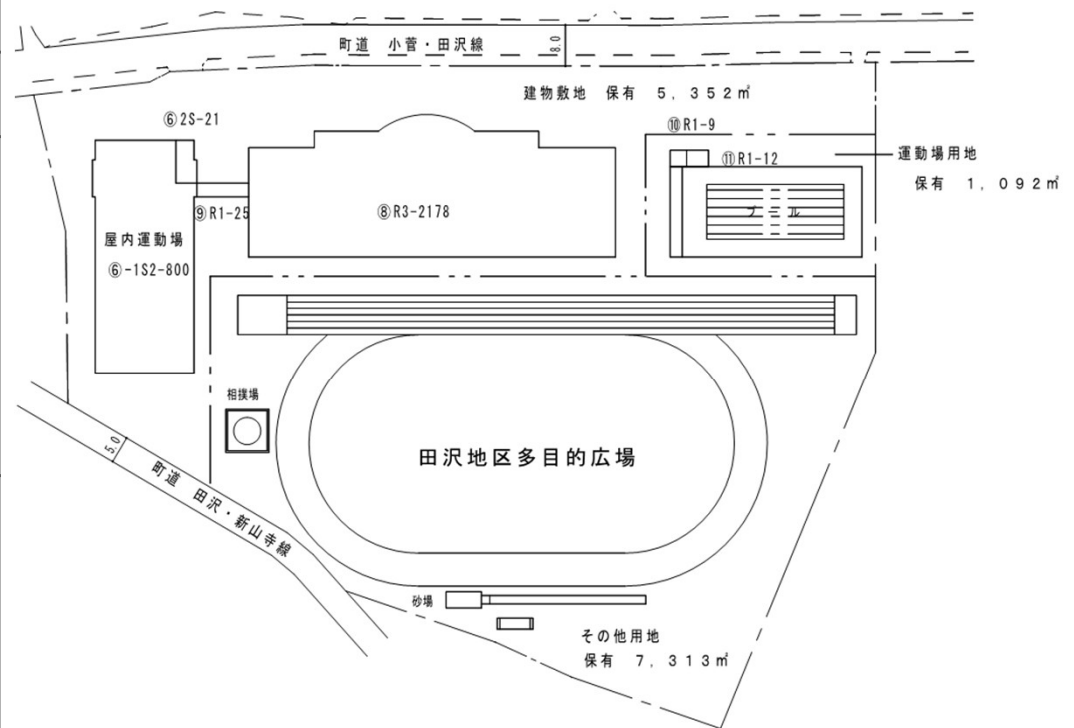 町道　小菅・田沢線
8.0
建物敷地　保有　５，３５２㎡
⑥2S-21
⑩R1-9
⑪R1-12
運動場用地
保有　１，０９２㎡
プール
⑨R1-25
⑧R3-2178
屋内運動場
⑥-1S2-800
相撲場
5.0
町道　田沢・新山寺線
田沢地区多目的広場
砂場
その他用地
保有　７，３１３㎡